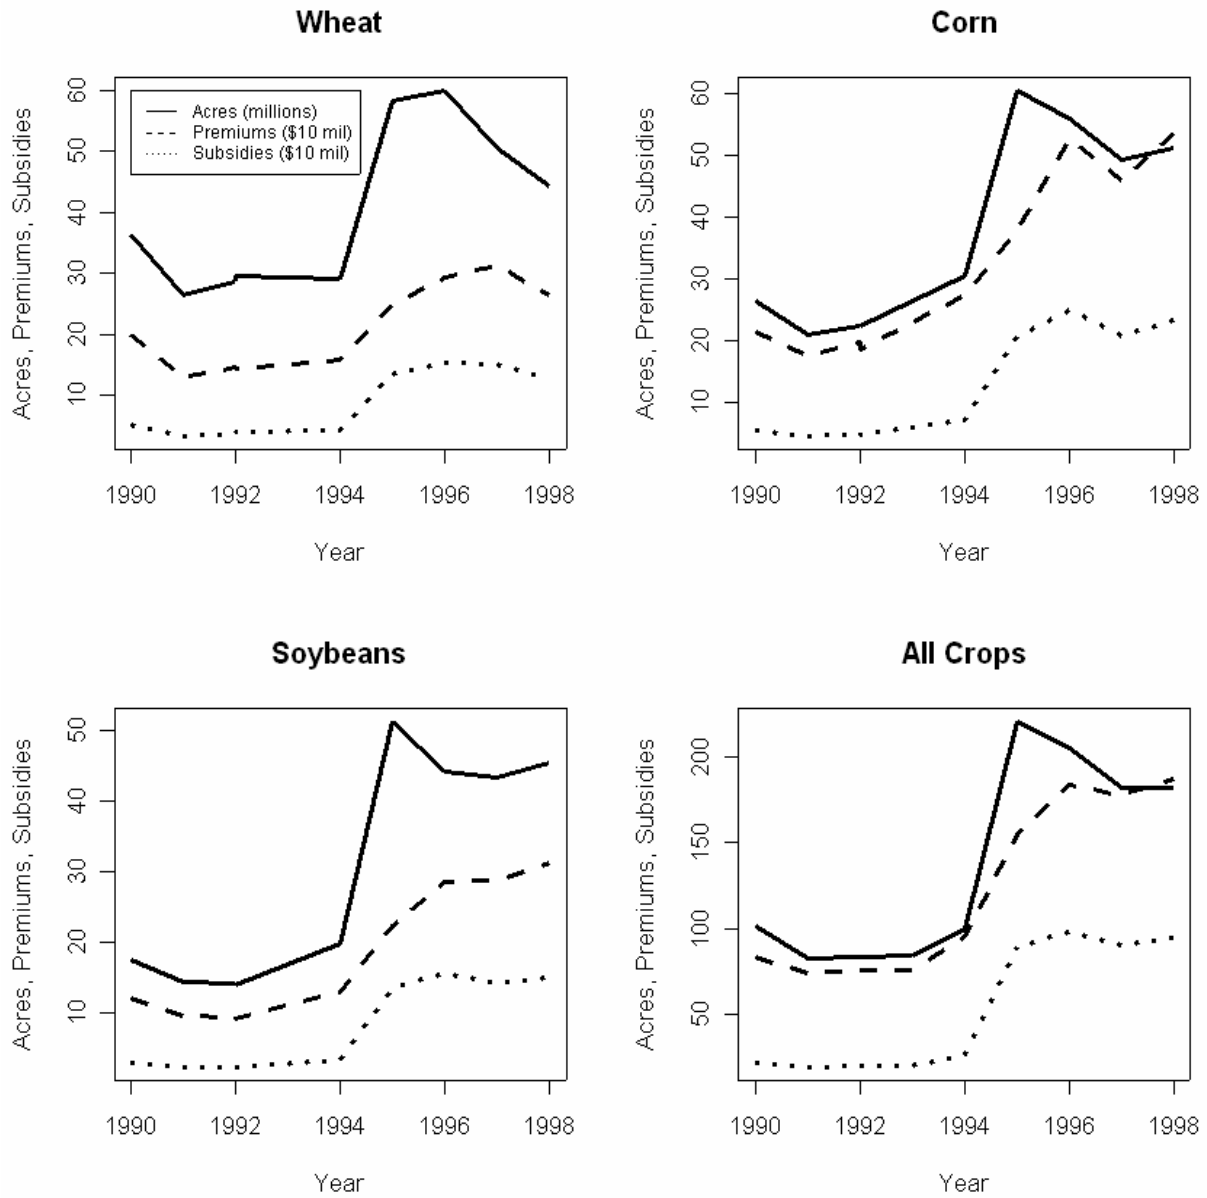 Wheat
Acres, Premiums, Subsidies
60
50
40
30
20
10
Acres (millions)
Premiums ($10 mil)
Subsidies ($10 mil)
1990 1992 1994 1996 1998
Year
Corn
Acres, Premiums, Subsidies
60
50
40
30
20
10
1990 1992 1994 1996 1998
Year
Soybeans
Acres, Premiums, Subsidies
50
40
30
20
10
1990 1992 1994 1996 1998
Year
All Crops
Acres, Premiums, Subsidies
200
150
100
50
1990 1992 1994 1996 1998
Year